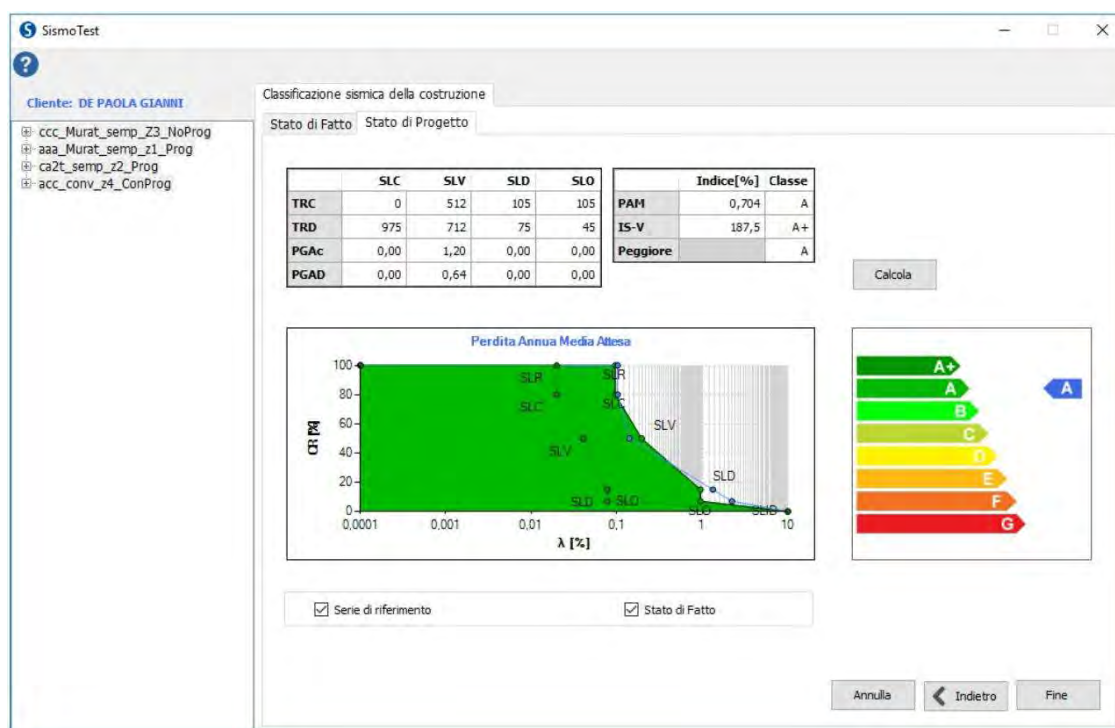 SismoTest
Cliente: DE PAOLA GIANNI
ccc_Murat_semp_Z3_NoProg
aaa_Murat_semp_z1_Prog
ca2t_semp_z2_Prog
acc_conv_z4_ConProg
Classificazione sismica della costruzione
Stato di Fatto Stato di Progetto
SLC SLV SLD SLO
TRC 0 512 105 105
TRD 975 712 75 45
PGAc 0,00 1,20 0,00 0,00
PGAD 0,00 0,64 0,00 0,00
Indice[%] Classe
PAM 0,704 A
IS-V 187,5 A+
Peggiore A
Calcola
Perdita Annua Media Attesa
CR [%]
100
80
60
40
20
0
SLR SLR
SLC SLC
SLV SLV
SLD SLO SLD
SLO SLID
0,0001 0,001 0,01 0,1 1 10
λ [%]
A+
A
B
C
D
E
F
G
A
Serie di riferimento Stato di Fatto
Annulla Indietro Fine